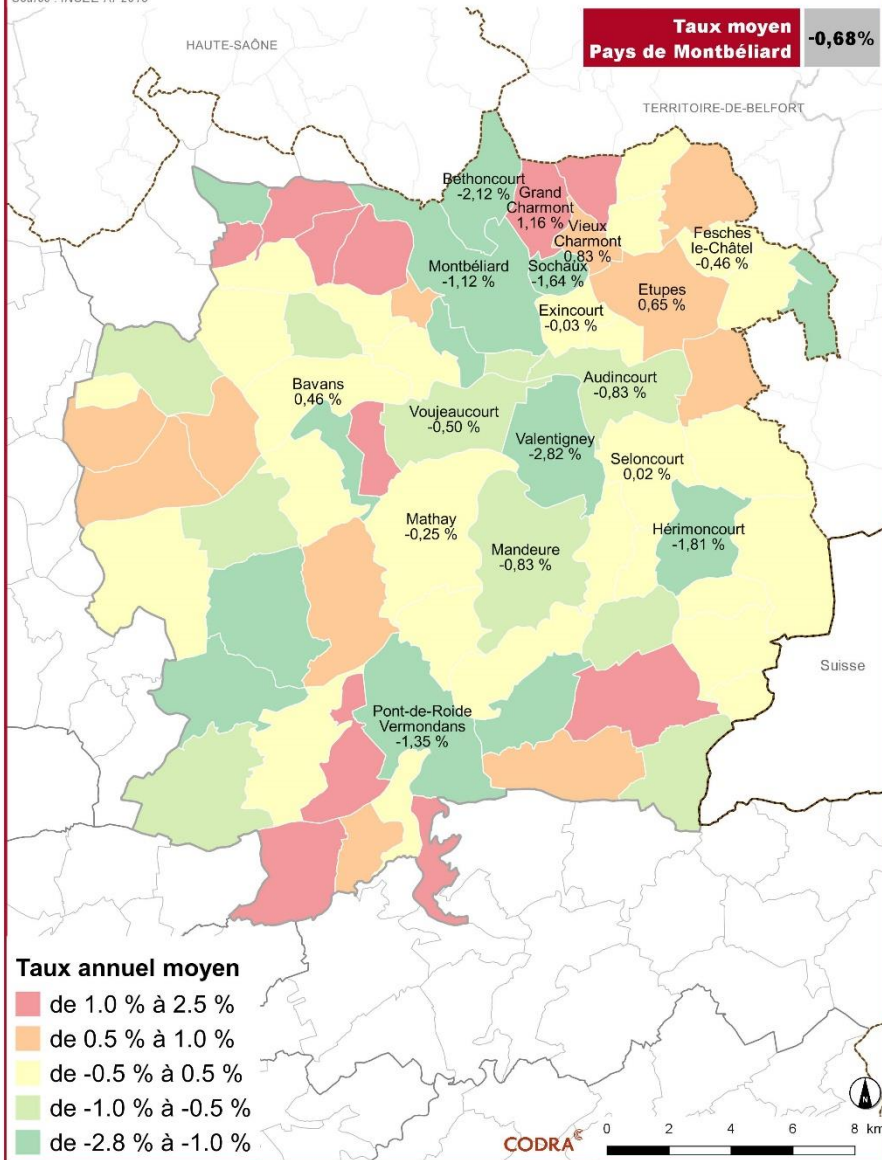 Source : INSEE RP 2013
Taux moyen
Pays de Montbéliard
-0,68%
HAUTE-SAÔNE
TERRITOIRE-DE-BELFORT
Béthoncourt
-2,12 %
Grand
Charmont
1,16 %
Vieux
Charmont
0,83 %
Fesches
le-Châtel
-0,46 %
Montbéliard
-1,12 %
Sochaux
-1,64 %
Etupes
0,65 %
Exincourt
-0,03 %
Bavans
0,46 %
Audincourt
-0,83 %
Voujeaucourt
-0,50 %
Valentigney
-2,82 %
Seloncourt
0,02 %
Mathay
-0,25 %
Mandeure
-0,83 %
Hérimoncourt
-1,81 %
Suisse
Pont-de-Roide
Vermondans
-1,35 %
Taux annuel moyen
de 1.0 % à 2.5 %
de 0.5 % à 1.0 %
de -0.5 % à 0.5 %
de -1.0 % à -0.5 %
de -2.8 % à -1.0 %
N
CODRA©
0 2 4 6 8 km